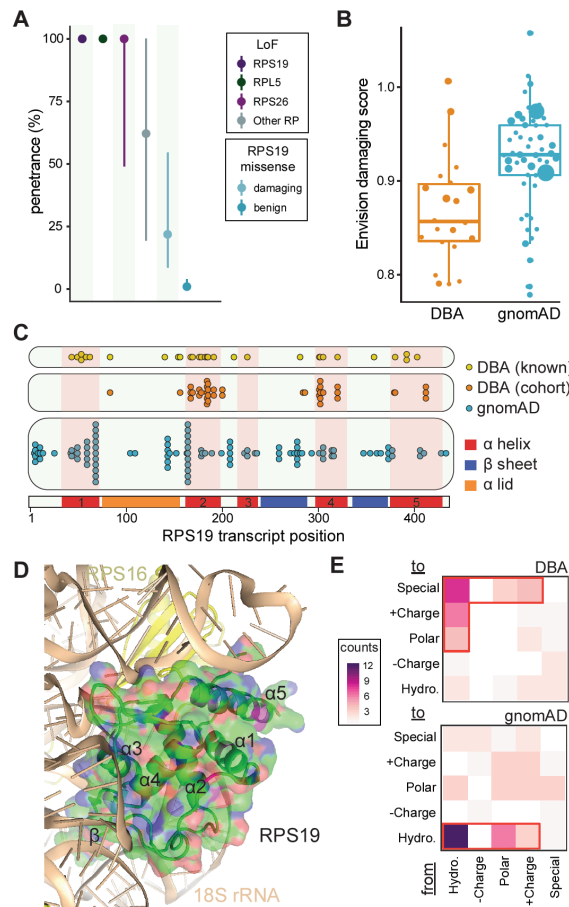 A
penetrance (%)
100
75
50
25
0
LoF
RPS19
RPL5
RPS26
Other RP
RPS19
missense
damaging
benign
B
Envision damaging score
1.0
0.9
0.8
DBA
gnomAD
C
DBA (known)
DBA (cohort)
gnomAD
α helix
β sheet
α lid
1
2
3
4
5
1
100
200
300
400
RPS19 transcript position
D
RPS16
α5
α1
α3
α4
α2
β
RPS19
18S rRNA
E
to
DBA
Special
+Charge
Polar
-Charge
Hydro.
counts
12
9
6
3
to
gnomAD
Special
+Charge
Polar
-Charge
Hydro.
from
Hydro.
-Charge
Polar
+Charge
Special